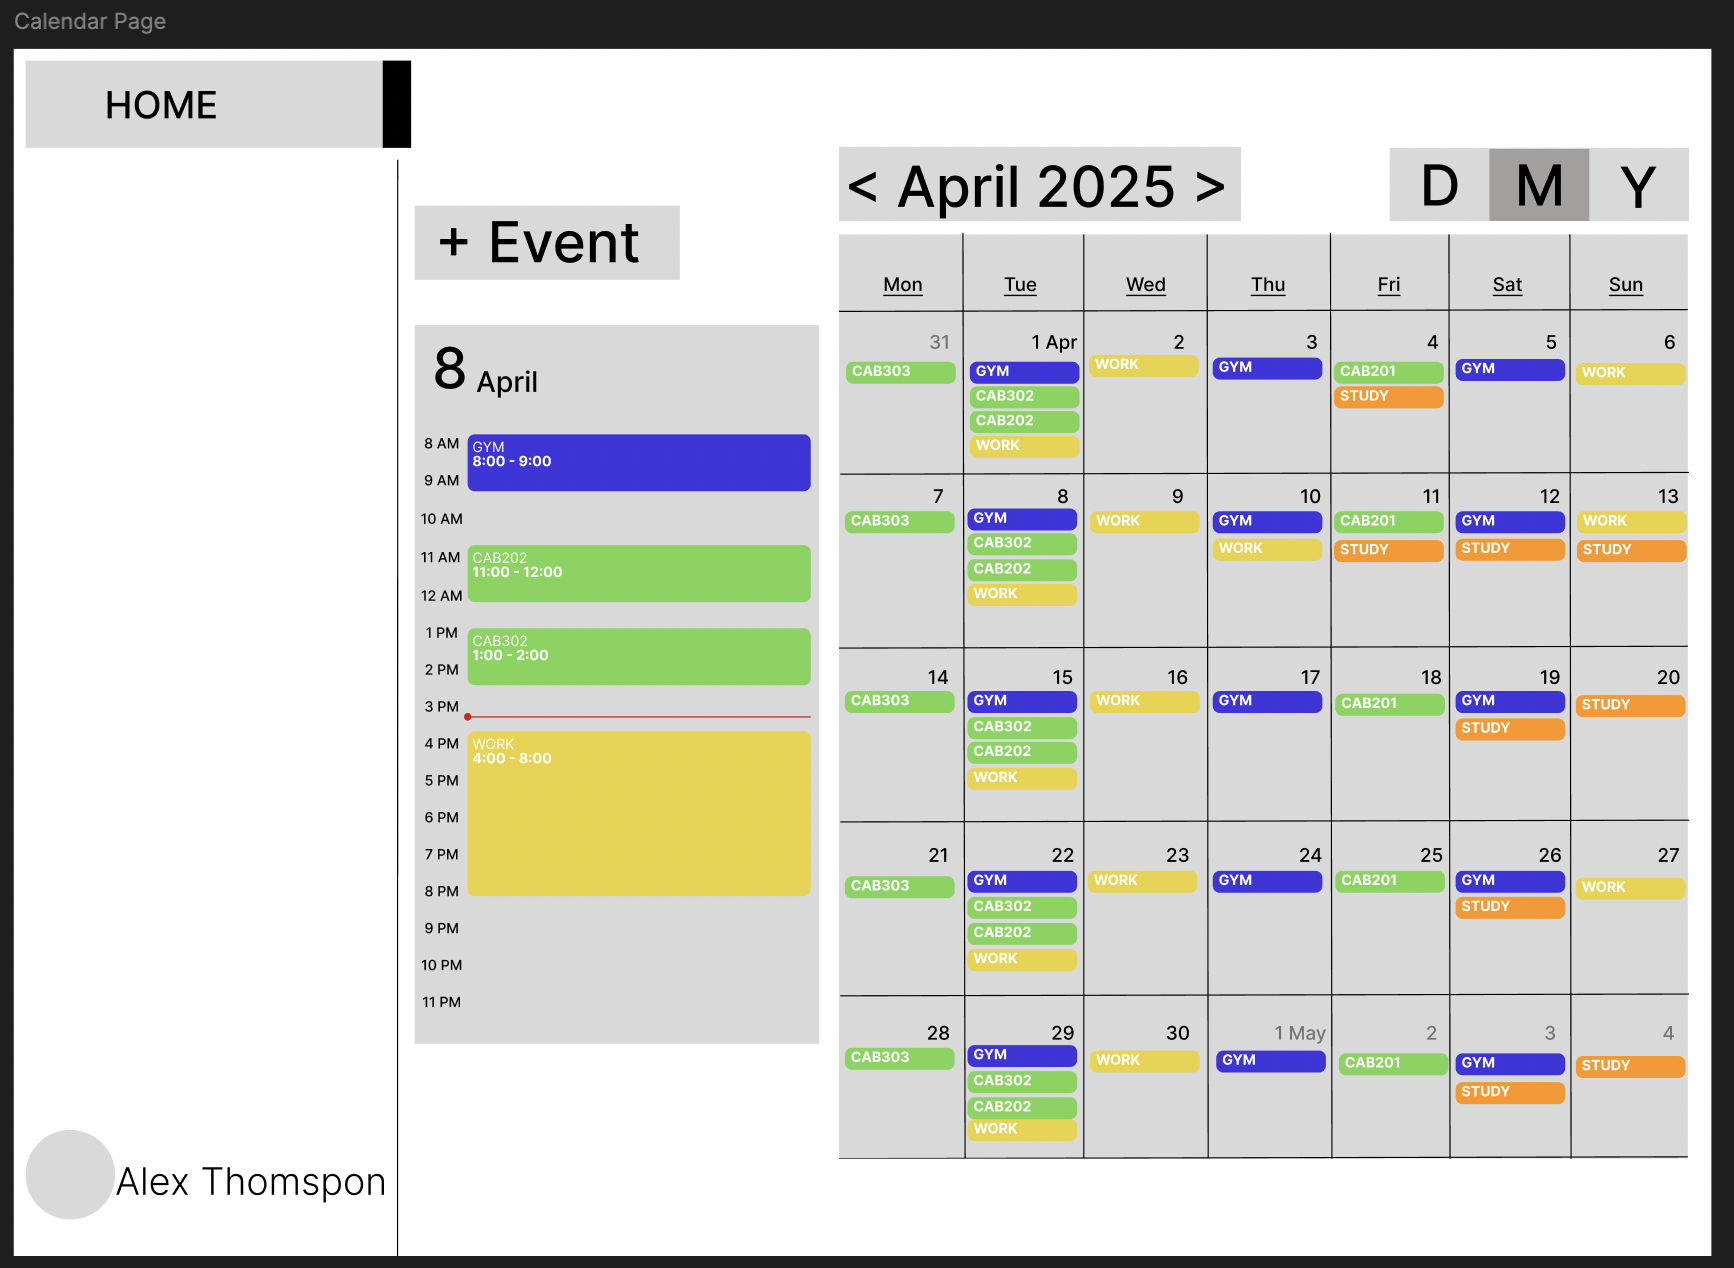 Calendar Page
HOME
< April 2025 >
D M Y
+ Event
8 April
8 AM
GYM
8:00 - 9:00
9 AM
10 AM
11 AM
CAB202
11:00 - 12:00
12 AM
1 PM
CAB302
1:00 - 2:00
2 PM
3 PM
4 PM
WORK
4:00 - 8:00
5 PM
6 PM
7 PM
8 PM
9 PM
10 PM
11 PM
Mon Tue Wed Thu Fri Sat Sun
31 1 Apr 2 3 4 5 6
CAB303 GYM WORK GYM CAB201 GYM WORK
CAB302 STUDY
CAB202
WORK
7 8 9 10 11 12 13
CAB303 GYM WORK GYM CAB201 GYM WORK
CAB302 WORK STUDY STUDY STUDY
CAB202
WORK
14 15 16 17 18 19 20
CAB303 GYM WORK GYM CAB201 GYM STUDY
CAB302 STUDY
CAB202
WORK
21 22 23 24 25 26 27
CAB303 GYM WORK GYM CAB201 GYM WORK
CAB302 STUDY
CAB202
WORK
28 29 30 1 May 2 3 4
CAB303 GYM WORK GYM CAB201 GYM STUDY
CAB302 STUDY
CAB202
WORK
Alex Thomspon